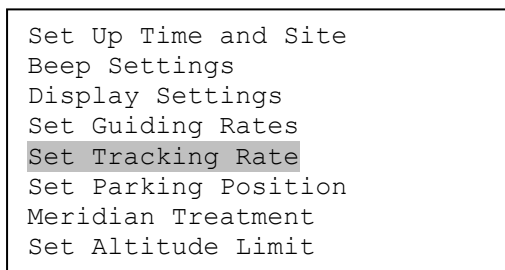 Set Up Time and Site
Beep Settings
Display Settings
Set Guiding Rates
Set Tracking Rate
Set Parking Position
Meridian Treatment
Set Altitude Limit